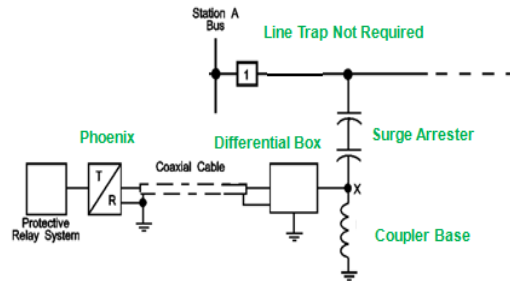 Station A
Bus
Line Trap Not Required
1
Phoenix
Differential Box
Surge Arrester
Coaxial Cable
T
R
X
Protective
Relay System
Coupler Base